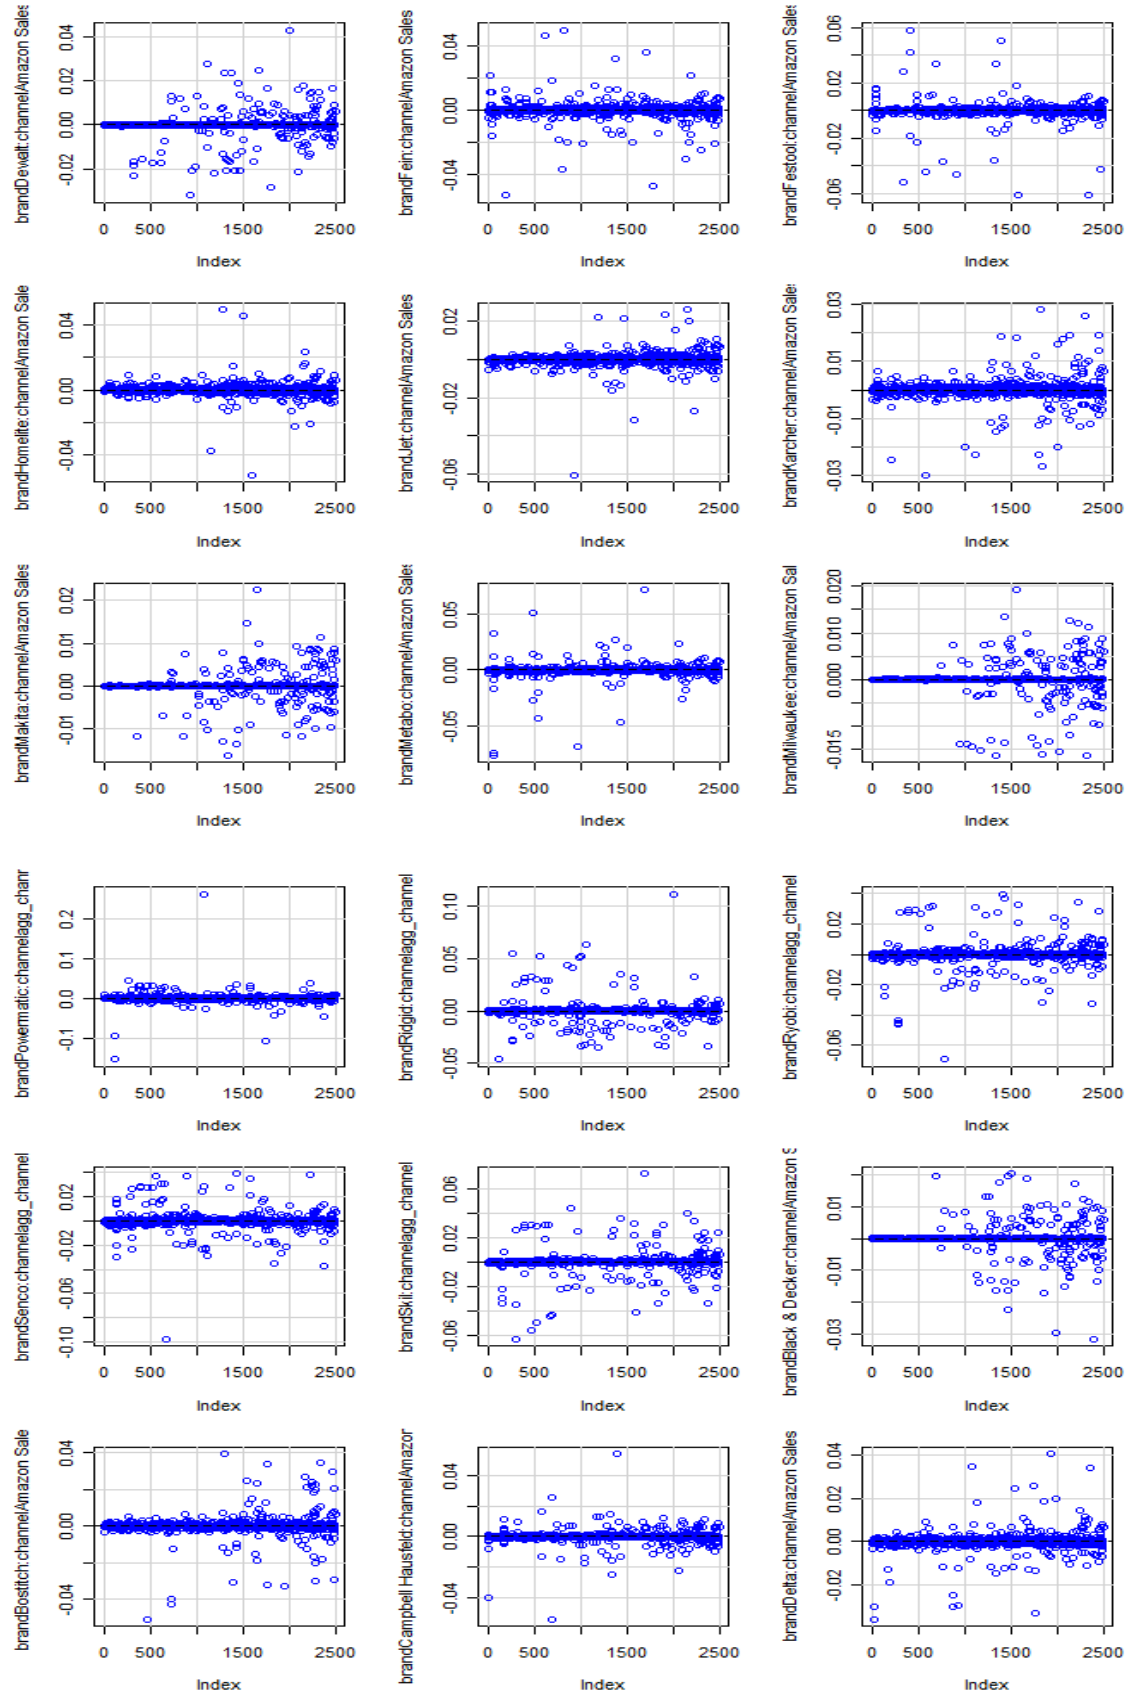 brandDewalt:channelAmazon Sales
0.04
0.02
0.00
-0.02
0 500 1500 2500
Index
brandFein:channelAmazon Sales
0.04
0.00
-0.04
0 500 1500 2500
Index
brandFestool:channelAmazon Sales
0.06
0.02
-0.02
-0.06
0 500 1500 2500
Index
brandHomelite:channelAmazon Sale
0.04
0.00
-0.04
0 500 1500 2500
Index
brandJet:channelAmazon Sales
0.02
-0.02
-0.06
0 500 1500 2500
Index
brandKarcher:channelAmazon Sales
0.03
0.01
-0.01
-0.03
0 500 1500 2500
Index
brandMakita:channelAmazon Sales
0.02
0.01
0.00
-0.01
0 500 1500 2500
Index
brandMetabo:channelAmazon Sales
0.05
0.00
-0.05
0 500 1500 2500
Index
brandMilwaukee:channelAmazon Sal
0.020
0.010
0.000
-0.015
0 500 1500 2500
Index
brandPowermatic:channelagg_chanr
0.2
0.1
0.0
-0.1
0 500 1500 2500
Index
brandRidgid:channelagg_channel
0.10
0.05
0.00
-0.05
0 500 1500 2500
Index
brandRyobi:channelagg_channel
0.02
-0.02
-0.06
0 500 1500 2500
Index
brandSenco:channelagg_channel
0.02
-0.02
-0.06
-0.10
0 500 1500 2500
Index
brandSkil:channelagg_channel
0.06
0.02
-0.02
-0.06
0 500 1500 2500
Index
brandBlack & Decker:channelAmazon S
0.01
-0.01
-0.03
0 500 1500 2500
Index
brandBostitch:channelAmazon Sale
0.04
0.00
-0.04
0 500 1500 2500
Index
brandCampbell Hausfeld:channelAmazor
0.04
0.00
-0.04
0 500 1500 2500
Index
brandDelta:channelAmazon Sales
0.04
0.02
0.00
-0.02
0 500 1500 2500
Index